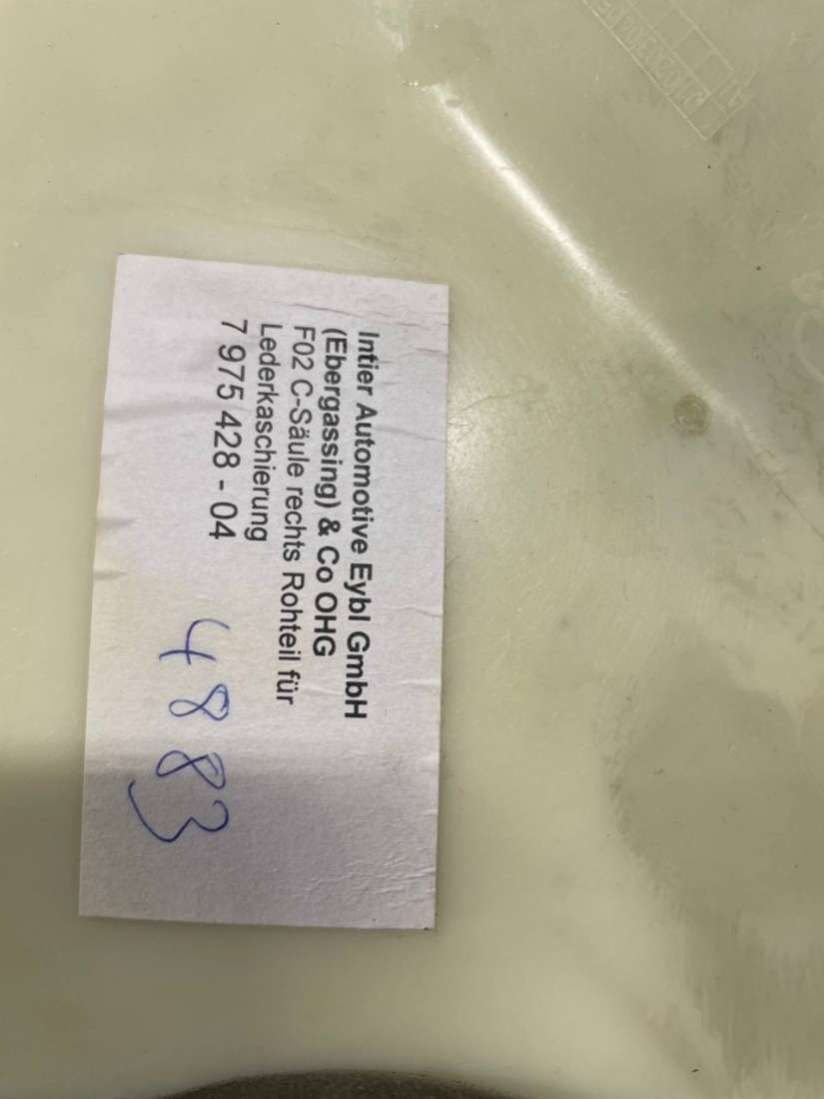 Intier Automotive Eybl GmbH
(Ebergassing) & Co OHG
F02 C-Säule rechts Rohteil für
Lederkaschierung
7 975 428 - 04
4883